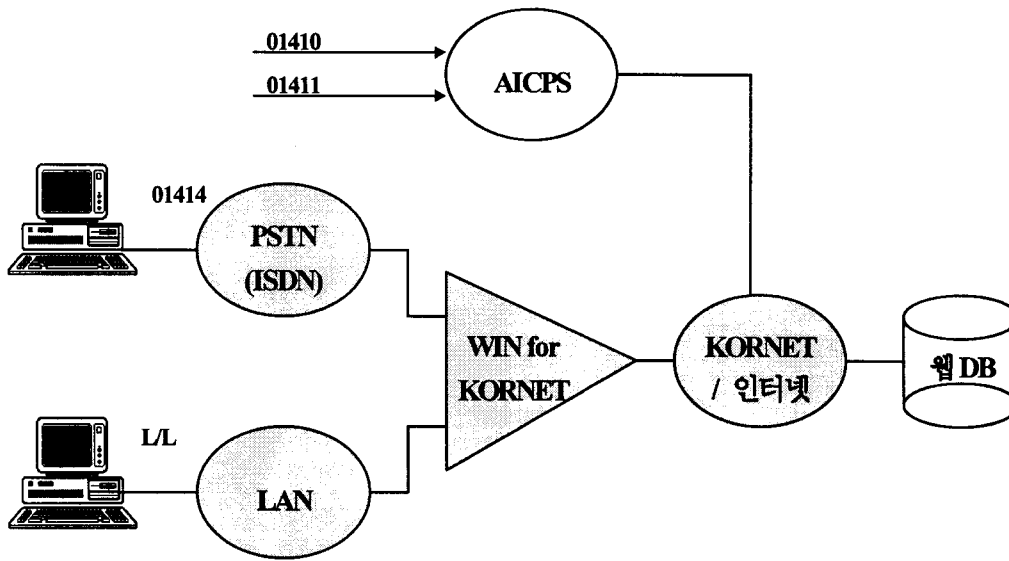 01410
01411
AICPS
01414
PSTN
(ISDN)
WIN for
KORNET
KORNET
/ 인터넷
웹 DB
L/L
LAN